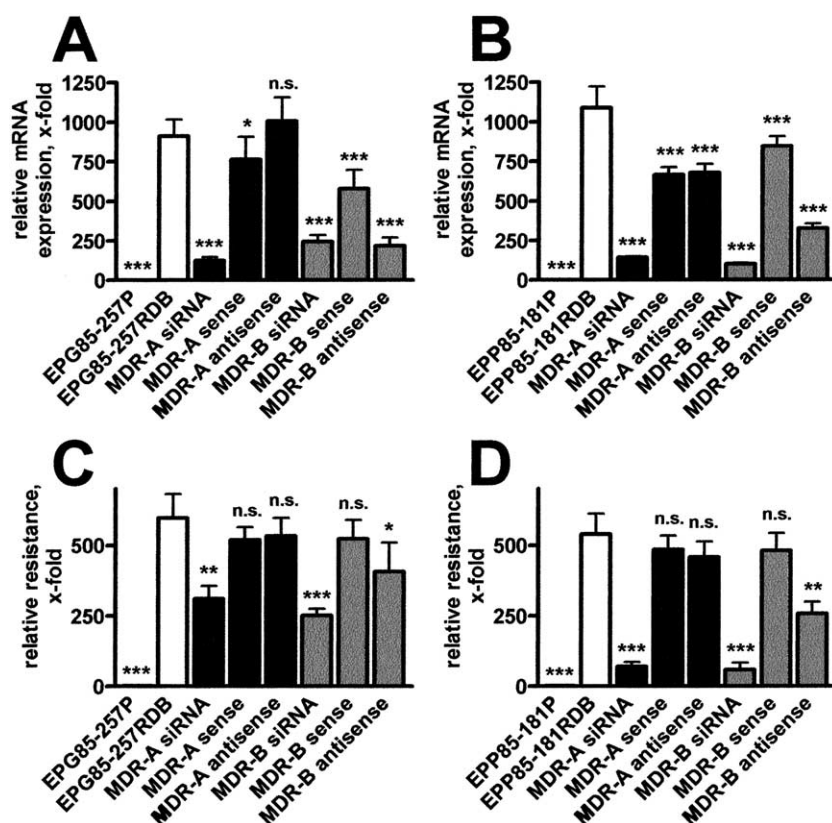 A
relative mRNA
expression, x-fold
1250
1000
750
500
250
0
***
***
*
n.s.
***
***
***
EPG85-257P
EPG85-257RDB
MDR-A siRNA
MDR-A sense
MDR-A antisense
MDR-B siRNA
MDR-B sense
MDR-B antisense
B
relative mRNA
expression, x-fold
1250
1000
750
500
250
0
***
***
***
***
***
***
***
EPP85-181P
EPP85-181RDB
MDR-A siRNA
MDR-A sense
MDR-A antisense
MDR-B siRNA
MDR-B sense
MDR-B antisense
C
relative resistance,
x-fold
500
250
0
***
**
n.s.
n.s.
***
n.s.
*
EPG85-257P
EPG85-257RDB
MDR-A siRNA
MDR-A sense
MDR-A antisense
MDR-B siRNA
MDR-B sense
MDR-B antisense
D
relative resistance,
x-fold
500
250
0
***
***
n.s.
n.s.
***
n.s.
**
EPP85-181P
EPP85-181RDB
MDR-A siRNA
MDR-A sense
MDR-A antisense
MDR-B siRNA
MDR-B sense
MDR-B antisense